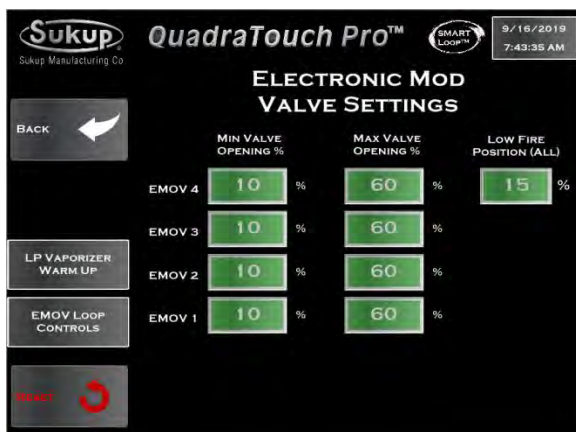 Sukup
Sukup Manufacturing Co
QuadraTouch Pro™
SMART
LOOP™
9/16/2019
7:43:35 AM
ELECTRONIC MOD
VALVE SETTINGS
BACK
MIN VALVE
OPENING %
MAX VALVE
OPENING %
LOW FIRE
POSITION (ALL)
EMOV 4 10 % 60 % 15 %
EMOV 3 10 % 60 %
LP VAPORIZER
WARM UP
EMOV 2 10 % 60 %
EMOV LOOP
CONTROLS
EMOV 1 10 % 60 %
RESET